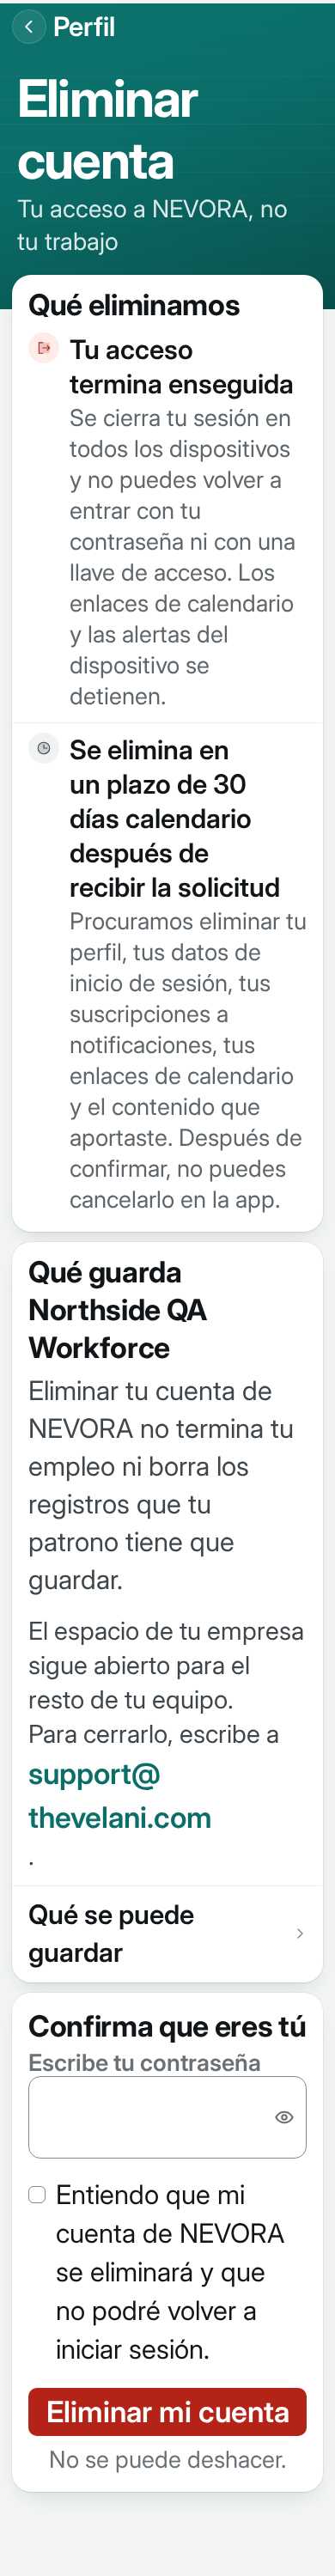 Perfil
Eliminar
cuenta
Tu acceso a NEVORA, no
tu trabajo
Qué eliminamos
Tu acceso
termina enseguida
Se cierra tu sesión en
todos los dispositivos
y no puedes volver a
entrar con tu
contraseña ni con una
llave de acceso. Los
enlaces de calendario
y las alertas del
dispositivo se
detienen.
Se elimina en
un plazo de 30
días calendario
después de
recibir la solicitud
Procuramos eliminar tu
perfil, tus datos de
inicio de sesión, tus
suscripciones a
notificaciones, tus
enlaces de calendario
y el contenido que
aportaste. Después de
confirmar, no puedes
cancelarlo en la app.
Qué guarda
Northside QA
Workforce
Eliminar tu cuenta de
NEVORA no termina tu
empleo ni borra los
registros que tu
patrono tiene que
guardar.
El espacio de tu empresa
sigue abierto para el
resto de tu equipo.
Para cerrarlo, escribe a
support@
thevelani.com
.
Qué se puede
guardar
Confirma que eres tú
Escribe tu contraseña
Entiendo que mi
cuenta de NEVORA
se eliminará y que
no podré volver a
iniciar sesión.
Eliminar mi cuenta
No se puede deshacer.